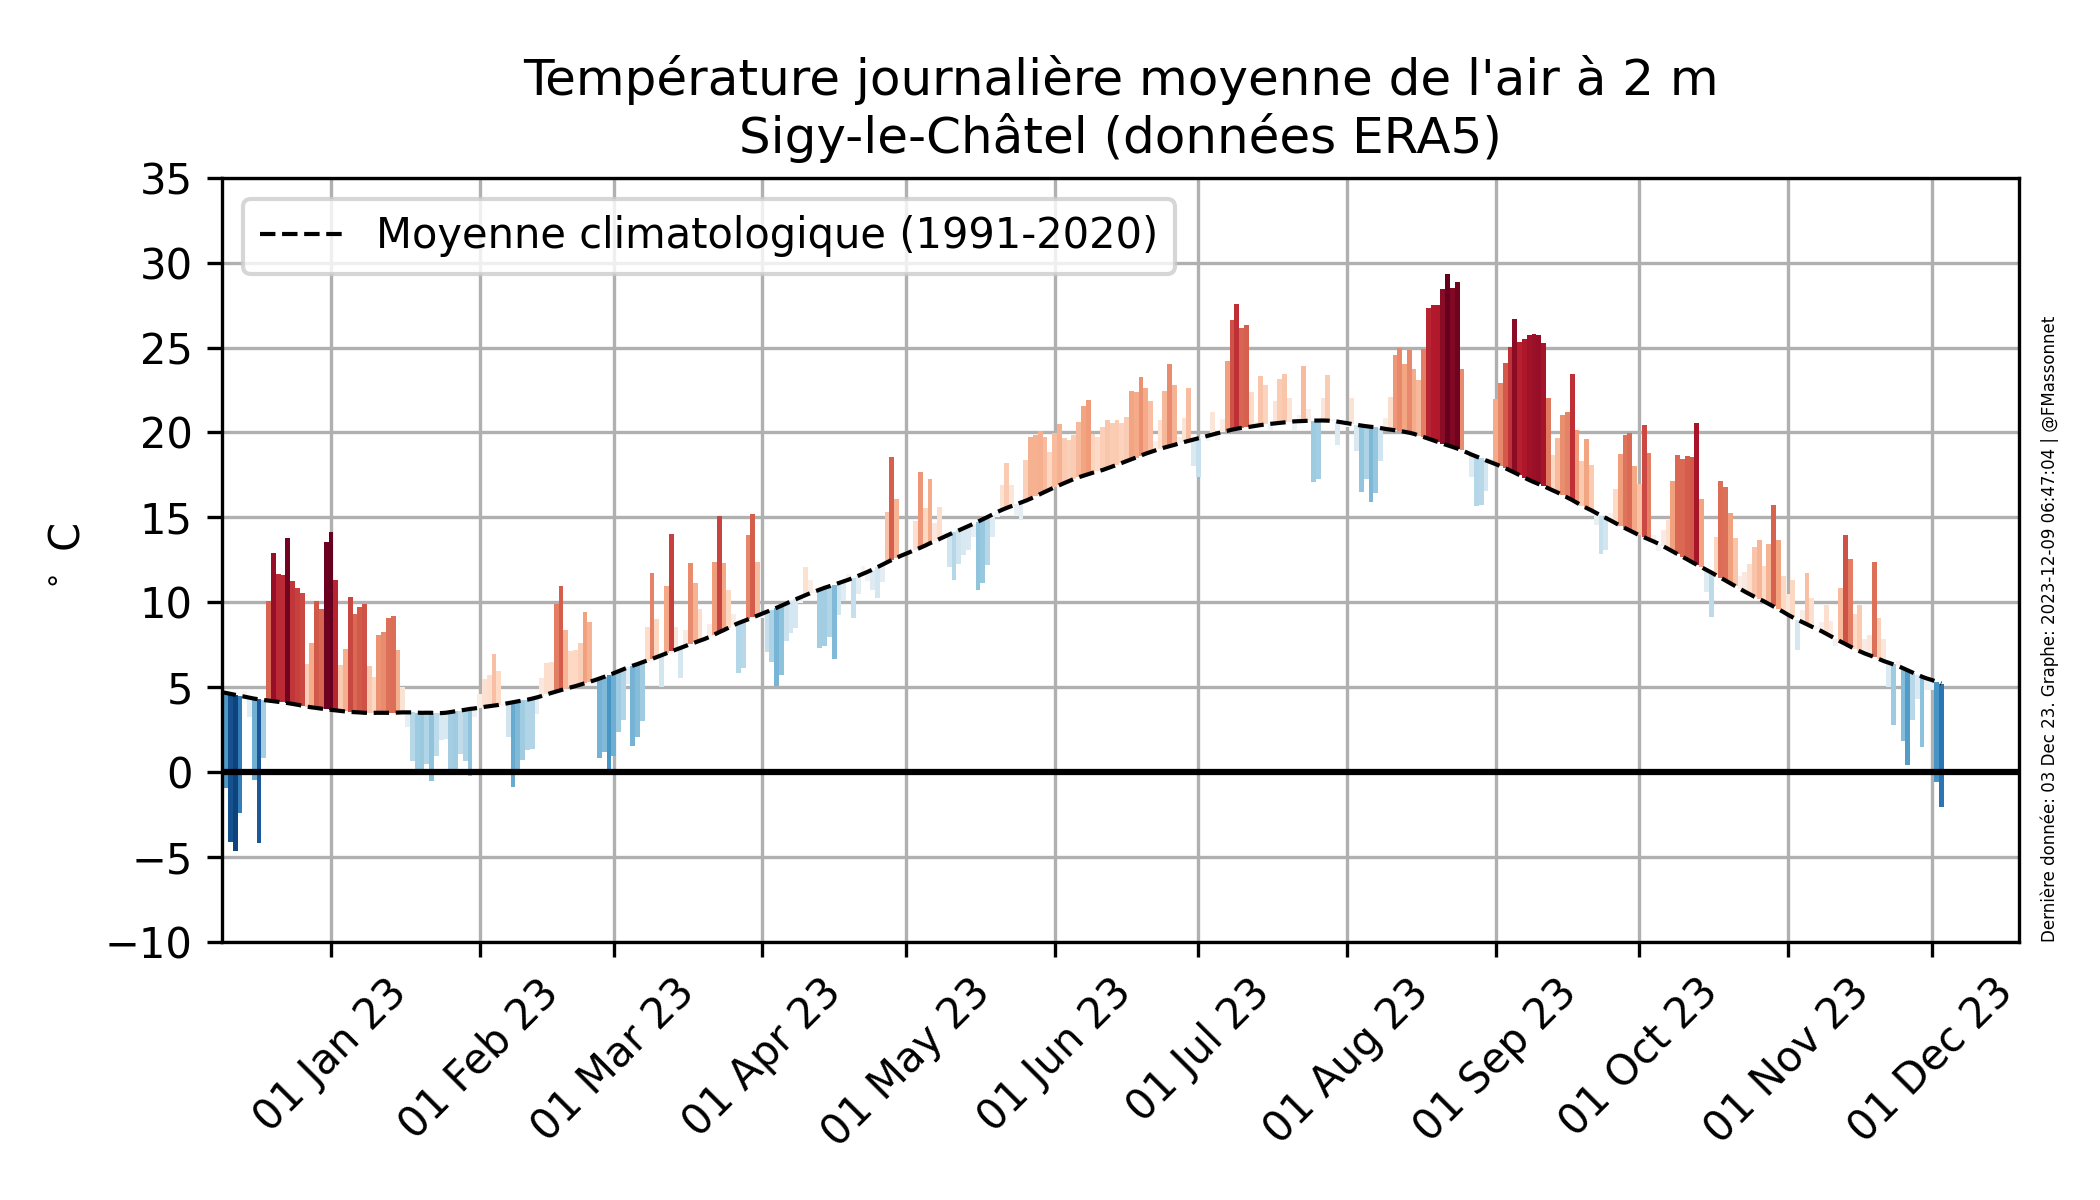 Température journalière moyenne de l'air à 2 m
Sigy-le-Châtel (données ERA5)
Moyenne climatologique (1991-2020)
° C
35
30
25
20
15
10
5
0
−5
−10
01 Jan 23
01 Feb 23
01 Mar 23
01 Apr 23
01 May 23
01 Jun 23
01 Jul 23
01 Aug 23
01 Sep 23
01 Oct 23
01 Nov 23
01 Dec 23
Dernière donnée: 03 Dec 23. Graphe: 2023-12-09 06:47:04 | @FMassonnet